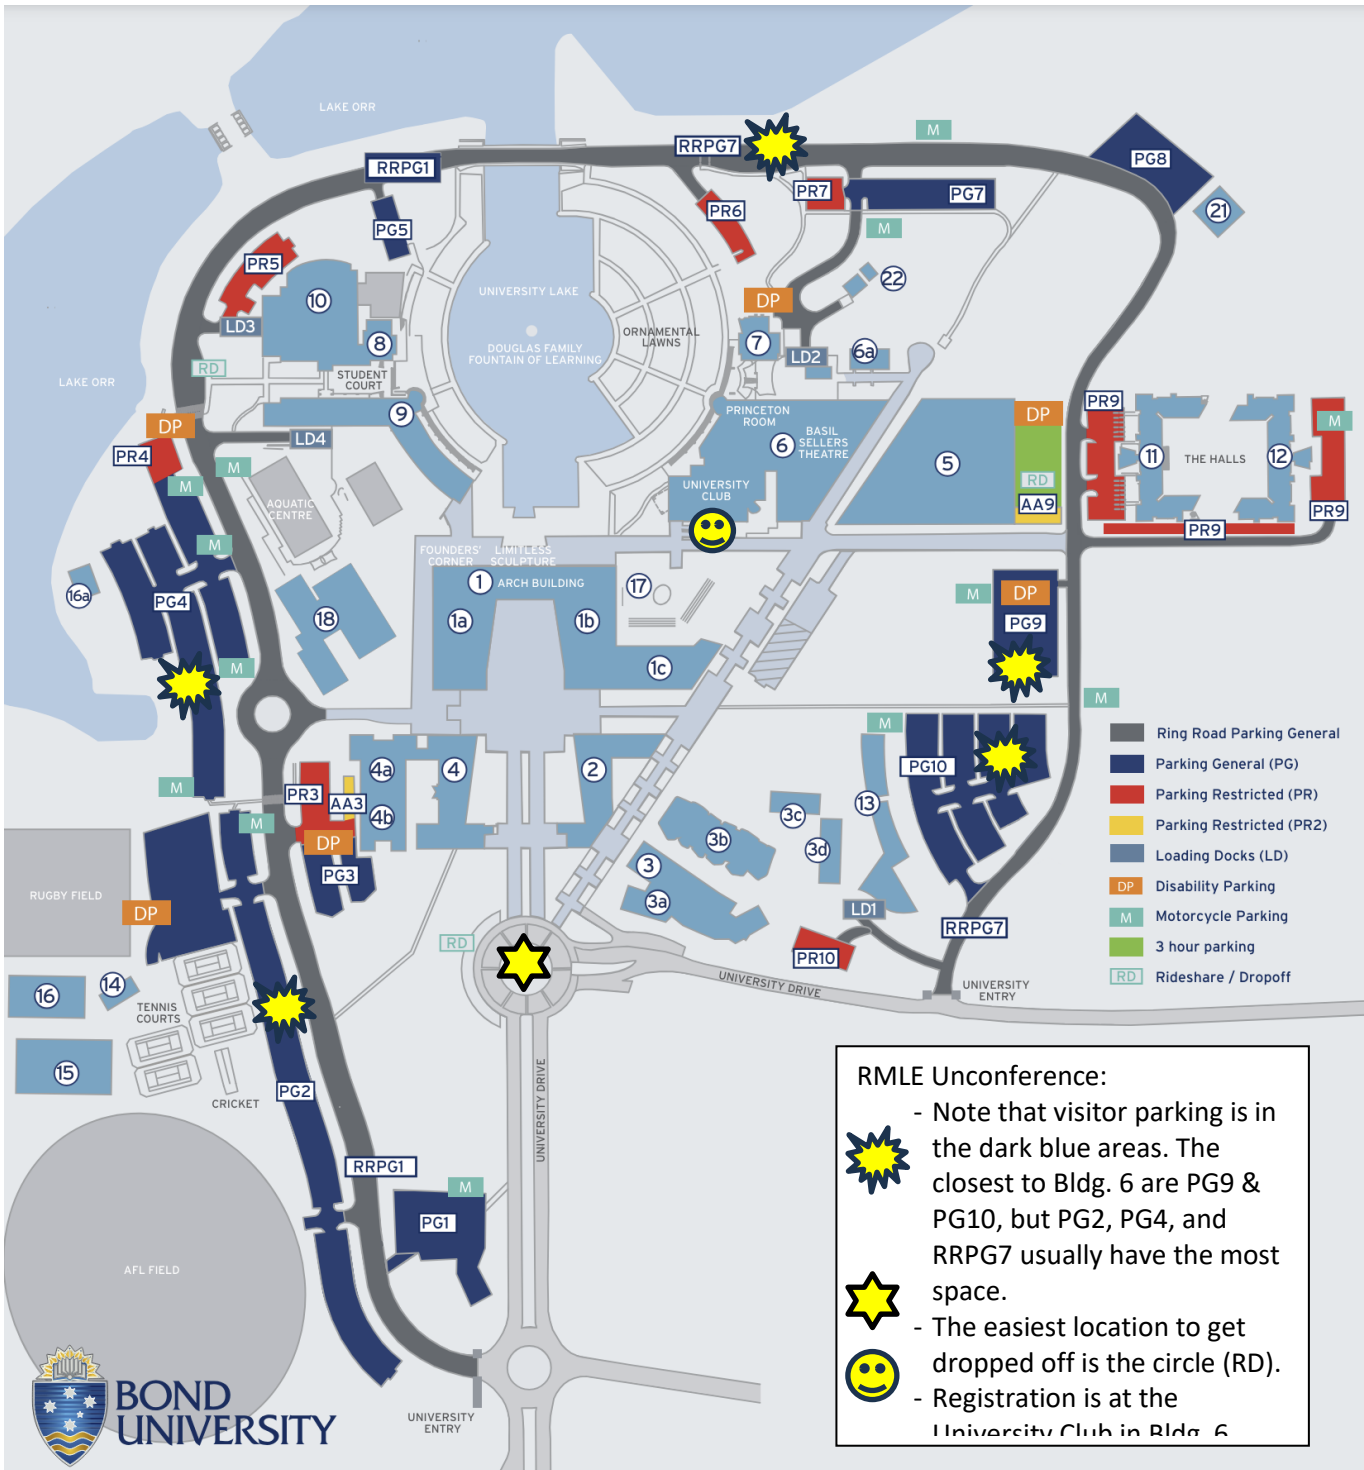 LAKE ORR
M
RRPG7
PG8
RRPG1
PR7
PG7
21
PR6
PG5
M
PR5
22
10
UNIVERSITY LAKE
DP
LD3
ORNAMENTAL
LAWNS
8
7
DOUGLAS FAMILY
FOUNTAIN OF LEARNING
LD2
6a
RD
STUDENT
COURT
LAKE ORR
9
PRINCETON
ROOM
DP
PR9
M
DP
BASIL
SELLERS
THEATRE
6
LD4
PR4
M
5
11
THE HALLS
12
M
UNIVERSITY
CLUB
RD
AQUATIC
CENTRE
AA9
PR9
PR9
M
FOUNDERS'
CORNER
LIMITLESS
SCULPTURE
1
ARCH BUILDING
17
M
DP
16a
PG4
18
1a
1b
PG9
M
1c
M
M
Ring Road Parking General
4a
4
2
PG10
Parking General (PG)
M
PR3
AA3
13
Parking Restricted (PR)
3c
M
4b
Parking Restricted (PR2)
3b
3d
DP
Loading Docks (LD)
PG3
3
DP Disability Parking
RUGBY FIELD
3a
LD1
DP
M Motorcycle Parking
RRPG7
RD
3 hour parking
PR10
RD Rideshare / Dropoff
UNIVERSITY DRIVE
UNIVERSITY
ENTRY
14
16
TENNIS
COURTS
15
PG2
CRICKET
UNIVERSITY DRIVE
RRPG1
M
PG1
AFL FIELD
RMLE Unconference:
- Note that visitor parking is in
the dark blue areas. The
closest to Bldg. 6 are PG9 &
PG10, but PG2, PG4, and
RRPG7 usually have the most
space.
- The easiest location to get
dropped off is the circle (RD).
- Registration is at the
University Club in Bldg. 6
BOND
UNIVERSITY
UNIVERSITY
ENTRY